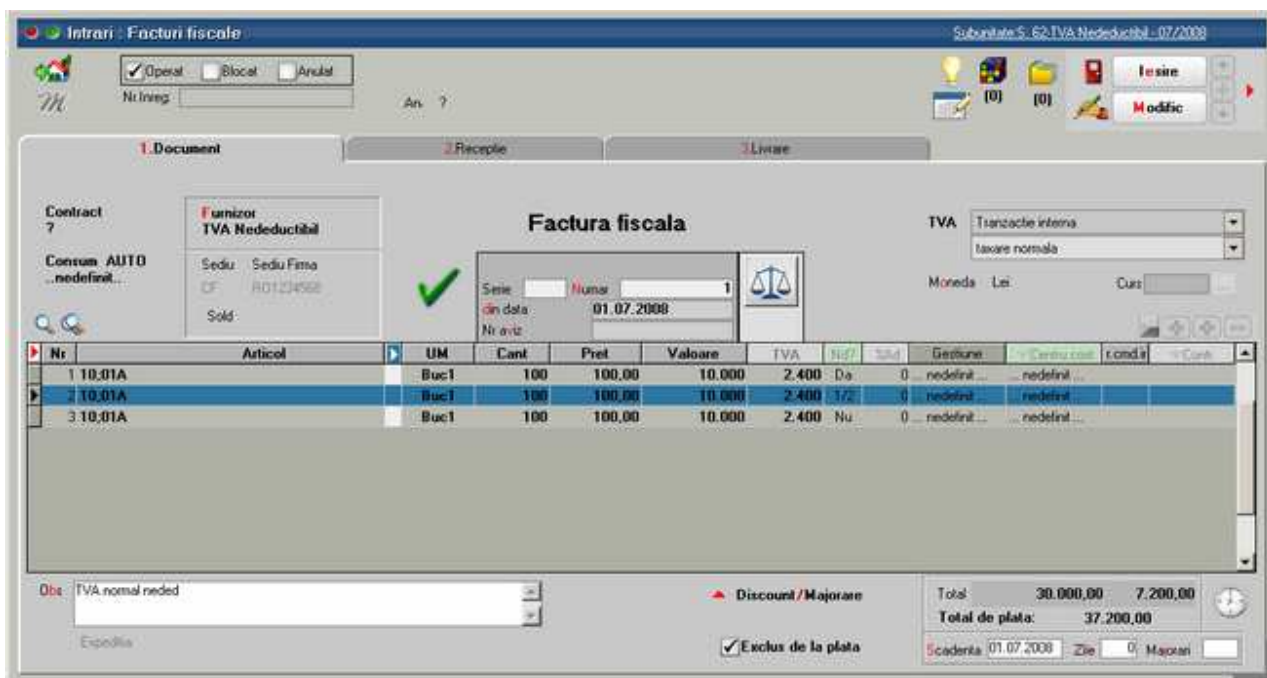 Intrari : Facturi fiscale
Subunitate:S. 62-TVA Nedeductibil - 07/2008
Operat Blocat Anulat
Nr.Inreg.
An ?
(0) (0)
Iesire
Modific
1.Document 2.Receptie 3.Livrare
Contract
?
Consum AUTO
...nedefinit..
Furnizor
TVA Nedeductibil
Sediu Sediu Firma
CF
Sold
Factura fiscala
Serie Numar 1
din data 01.07.2008
Nr aviz
TVA Tranzactie interna
taxare normala
Moneda Lei Curs
Nr Articol UM Cant Pret Valoare TVA Nd? %Ad Gestiune Centru cost Cont
1 10,01A Buc1 100 100,00 10.000 2.400 Da 0 ... nedefinit ... ... nedefinit ...
2 10,01A Buc1 100 100,00 10.000 2.400 1/2 0 ... nedefinit ... ... nedefinit ...
3 10,01A Buc1 100 100,00 10.000 2.400 Nu 0 ... nedefinit ... ... nedefinit ...
Obs TVA normal neded
Expeditia
Discount/Majorare
Exclus de la plata
Total 30.000,00 7.200,00
Total de plata: 37.200,00
Scadenta 01.07.2008 Zile 0 Majorari